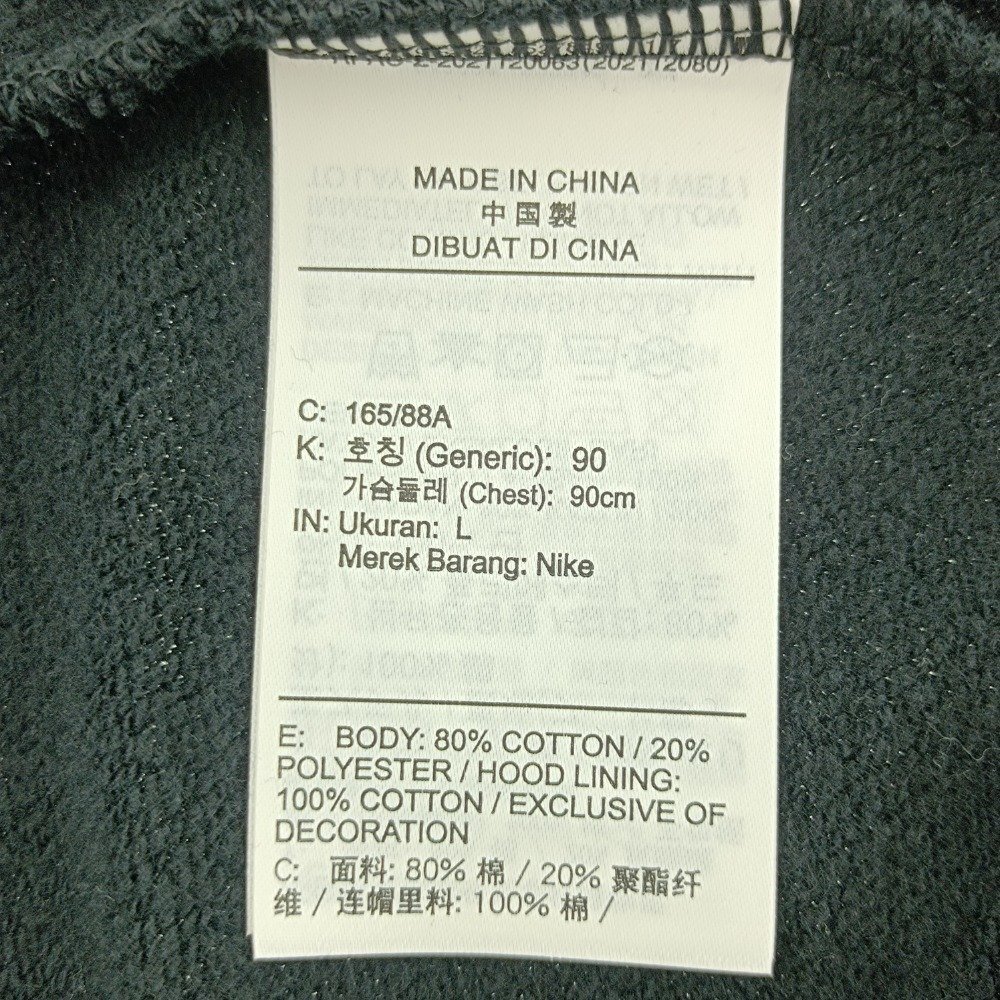 2021120063(202112080)
MADE IN CHINA
中国製
DIBUAT DI CINA
C: 165/88A
K: 호칭 (Generic): 90
가슴둘레 (Chest): 90cm
IN: Ukuran: L
Merek Barang: Nike
E: BODY: 80% COTTON / 20%
POLYESTER / HOOD LINING:
100% COTTON / EXCLUSIVE OF
DECORATION
C: 面料: 80% 棉 / 20% 聚酯纤
维 / 连帽里料: 100% 棉 /